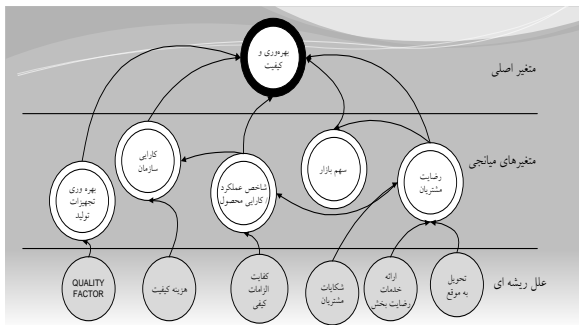 بهره‌وری و
کیفیت
متغیر اصلی
کارایی
سازمان
سهم بازار
رضایت
مشتریان
متغیرهای میانجی
بهره وری
تجهیزات
تولید
شاخص عملکرد
کارایی محصول
QUALITY
FACTOR
هزینه کیفیت
کفایت
الزامات
کیفی
شکایات
مشتریان
ارائه
خدمات
رضایت بخش
تحویل
به موقع
علل ریشه ای